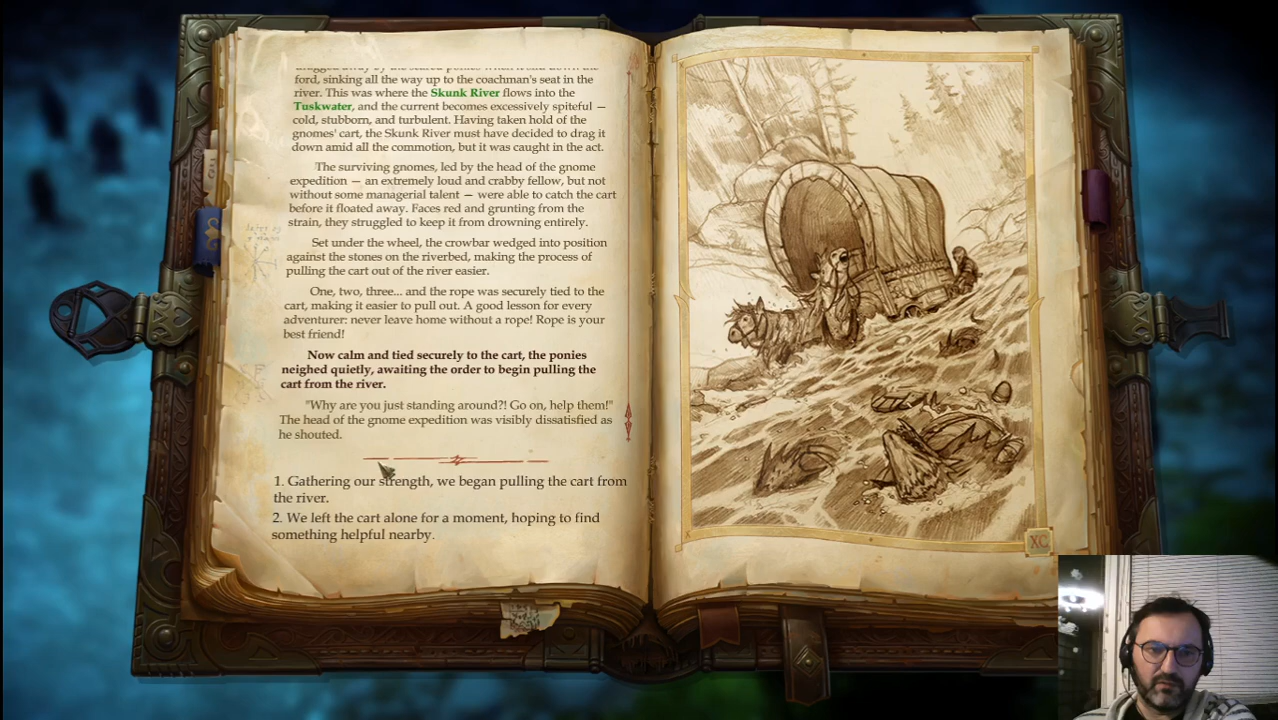 dragged away by the scared ponies when it slid down the
ford, sinking all the way up to the coachman's seat in the
river. This was where the Skunk River flows into the
Tuskwater, and the current becomes excessively spiteful —
cold, stubborn, and turbulent. Having taken hold of the
gnomes' cart, the Skunk River must have decided to drag it
down amid all the commotion, but it was caught in the act.
The surviving gnomes, led by the head of the gnome
expedition — an extremely loud and crabby fellow, but not
without some managerial talent — were able to catch the cart
before it floated away. Faces red and grunting from the
strain, they struggled to keep it from drowning entirely.
Set under the wheel, the crowbar wedged into position
against the stones on the riverbed, making the process of
pulling the cart out of the river easier.
One, two, three... and the rope was securely tied to the
cart, making it easier to pull out. A good lesson for every
adventurer: never leave home without a rope! Rope is your
best friend!
Now calm and tied securely to the cart, the ponies
neighed quietly, awaiting the order to begin pulling the
cart from the river.
"Why are you just standing around?! Go on, help them!"
The head of the gnome expedition was visibly dissatisfied as
he shouted.
1. Gathering our strength, we began pulling the cart from
the river.
2. We left the cart alone for a moment, hoping to find
something helpful nearby.
XC